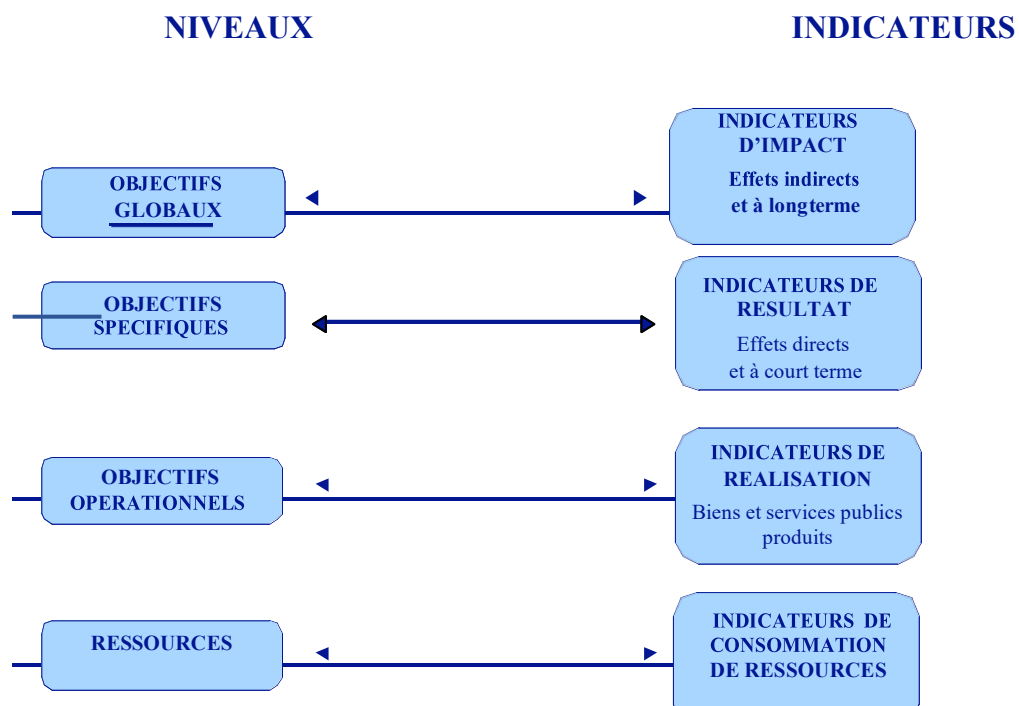 NIVEAUX
INDICATEURS
OBJECTIFS
GLOBAUX
INDICATEURS
D’IMPACT
Effets indirects
et à longterme
OBJECTIFS
SPECIFIQUES
INDICATEURS DE
RESULTAT
Effets directs
et à court terme
OBJECTIFS
OPERATIONNELS
INDICATEURS DE
REALISATION
Biens et services publics
produits
RESSOURCES
INDICATEURS DE
CONSOMMATION
DE RESSOURCES